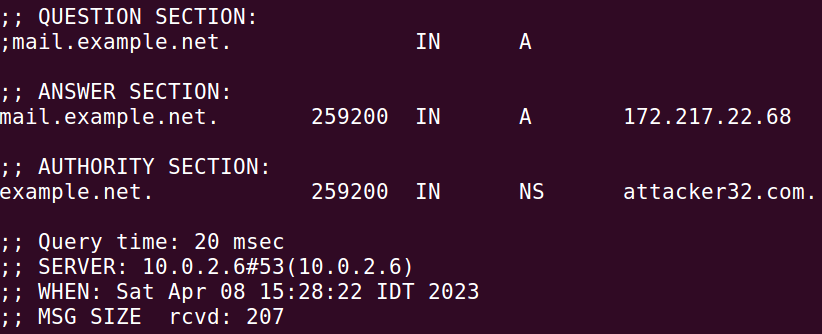 ;; QUESTION SECTION:
;mail.example.net. IN A
;; ANSWER SECTION:
mail.example.net. 259200 IN A 172.217.22.68
;; AUTHORITY SECTION:
example.net. 259200 IN NS attacker32.com.
;; Query time: 20 msec
;; SERVER: 10.0.2.6#53(10.0.2.6)
;; WHEN: Sat Apr 08 15:28:22 IDT 2023
;; MSG SIZE rcvd: 207